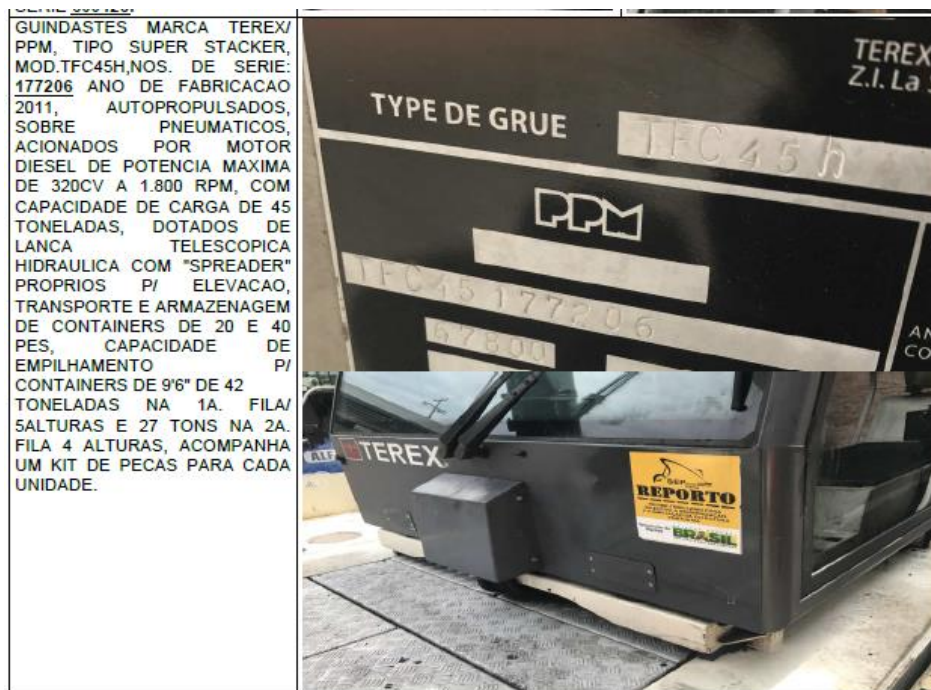 GUINDASTES MARCA TEREX/
PPM, TIPO SUPER STACKER,
MOD.TFC45H,NOS. DE SERIE:
177206 ANO DE FABRICACAO
2011, AUTOPROPULSADOS,
SOBRE PNEUMATICOS,
ACIONADOS POR MOTOR
DIESEL DE POTENCIA MAXIMA
DE 320CV A 1.800 RPM, COM
CAPACIDADE DE CARGA DE 45
TONELADAS, DOTADOS DE
LANCA TELESCOPICA
HIDRAULICA COM "SPREADER"
PROPRIOS P/ ELEVACAO,
TRANSPORTE E ARMAZENAGEM
DE CONTAINERS DE 20 E 40
PES, CAPACIDADE DE
EMPILHAMENTO P/
CONTAINERS DE 9'6" DE 42
TONELADAS NA 1A. FILA/
5ALTURAS E 27 TONS NA 2A.
FILA 4 ALTURAS, ACOMPANHA
UM KIT DE PECAS PARA CADA
UNIDADE.
TEREX
Z.I. La
TYPE DE GRUE
TFC45h
PPM
TFC45177206
67800
TEREX
SEP
REPORTO
BRASIL